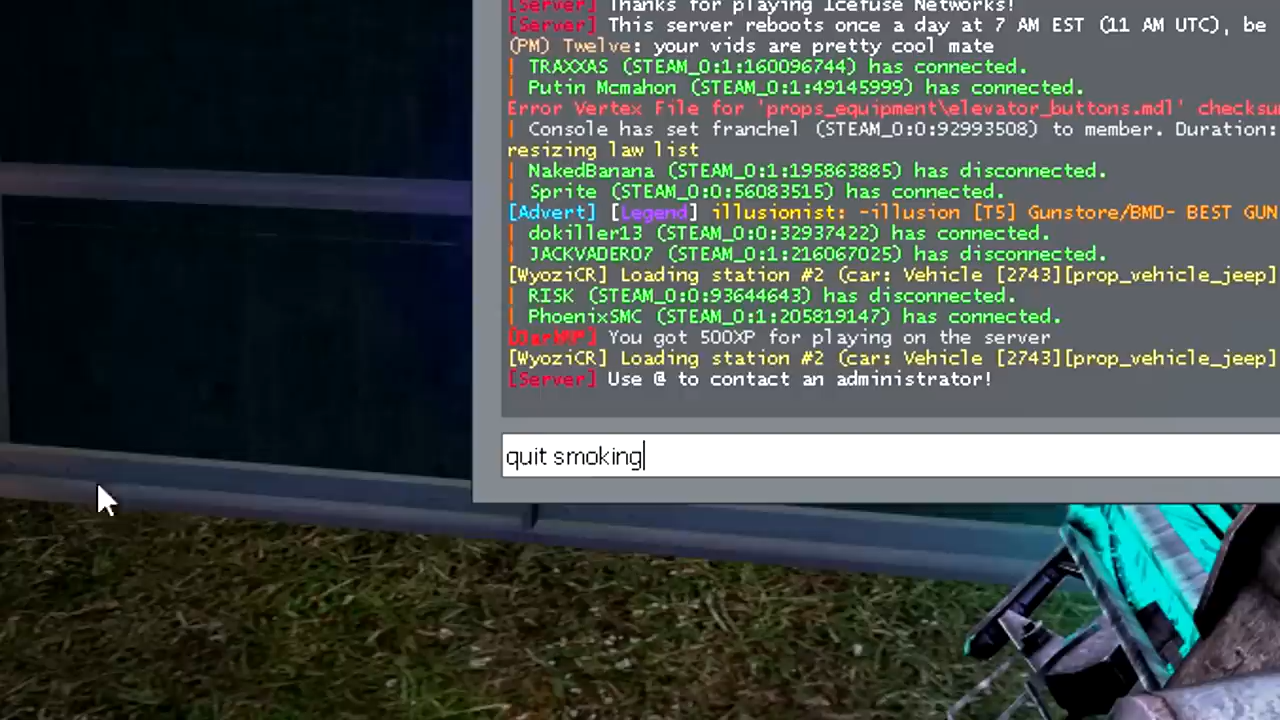 [Server] Thanks for playing Icefuse Networks!
[Server] This server reboots once a day at 7 AM EST (11 AM UTC), be
(PM) Twelve: your vids are pretty cool mate
| TRAXXAS (STEAM_0:1:160096744) has connected.
| Putin Mcmahon (STEAM_0:1:49145999) has connected.
Error Vertex File for 'props_equipment\elevator_buttons.mdl' checksu
| Console has set franchel (STEAM_0:0:92993508) to member. Duration:
resizing law list
| NakedBanana (STEAM_0:1:195863885) has disconnected.
| Sprite (STEAM_0:0:56083515) has connected.
[Advert] [Legend] illusionist: -illusion [T5] Gunstore/BMD- BEST GUN
| dokiller13 (STEAM_0:0:32937422) has connected.
| JACKVADER07 (STEAM_0:1:216067025) has disconnected.
[WyoziCR] Loading station #2 (car: Vehicle [2743][prop_vehicle_jeep]
| RISK (STEAM_0:0:93644643) has disconnected.
| PhoenixSMC (STEAM_0:1:205819147) has connected.
[DarkRP] You got 500XP for playing on the server
[WyoziCR] Loading station #2 (car: Vehicle [2743][prop_vehicle_jeep]
[Server] Use @ to contact an administrator!
quit smoking